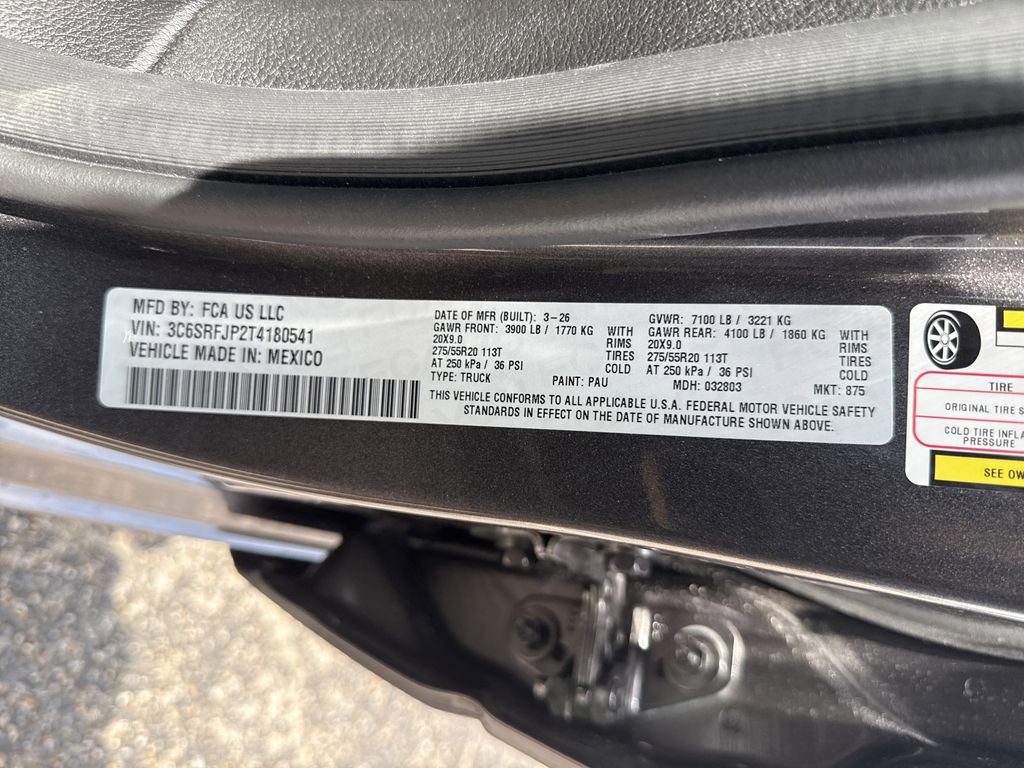 MFD BY: FCA US LLC
VIN: 3C6SRFJP2T4180541
VEHICLE MADE IN: MEXICO
DATE OF MFR (BUILT): 3-26
GAWR FRONT: 3900 LB / 1770 KG WITH
20X9.0 RIMS
275/55R20 113T TIRES
AT 250 kPa / 36 PSI COLD
TYPE: TRUCK PAINT: PAU
GVWR: 7100 LB / 3221 KG
GAWR REAR: 4100 LB / 1860 KG WITH
20X9.0 RIMS
275/55R20 113T TIRES
AT 250 kPa / 36 PSI COLD
MDH: 032803 MKT: 875
THIS VEHICLE CONFORMS TO ALL APPLICABLE U.S.A. FEDERAL MOTOR VEHICLE SAFETY
STANDARDS IN EFFECT ON THE DATE OF MANUFACTURE SHOWN ABOVE.
TIRE
ORIGINAL TIRE S
COLD TIRE INFLA
PRESSURE
SEE OW